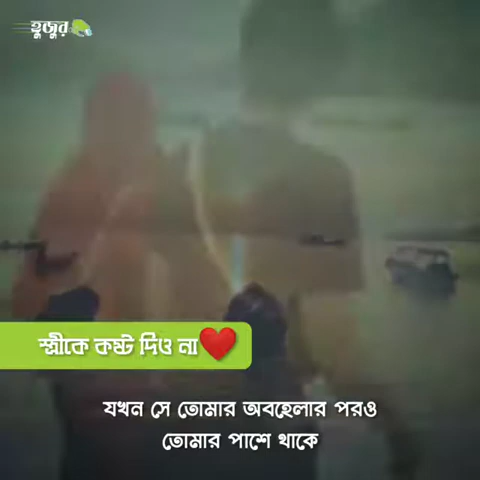 হুজুর
স্ত্রীকে কষ্ট দিও না
যখন সে তোমার অবহেলার পরও
তোমার পাশে থাকে